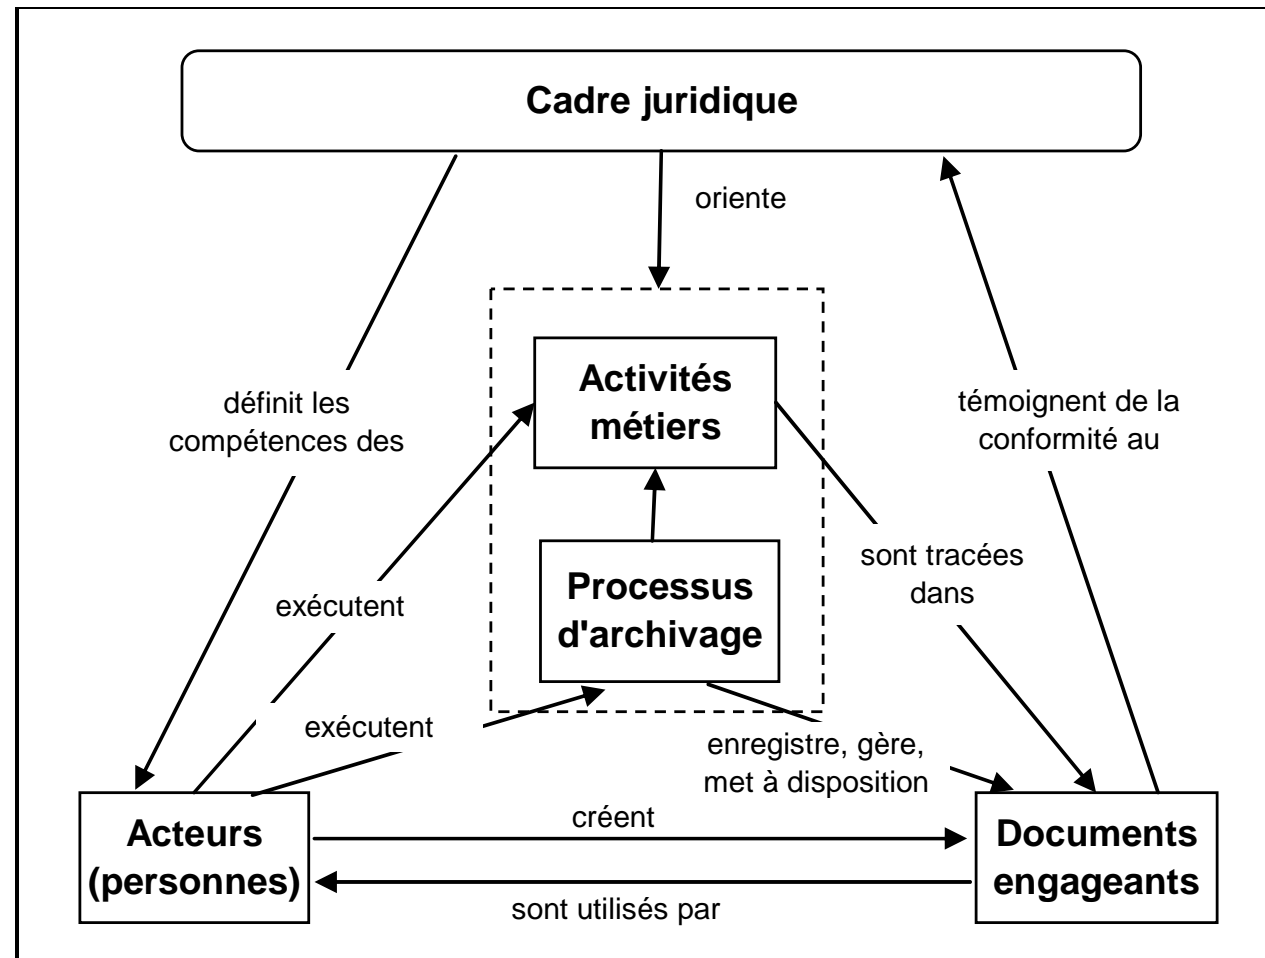 Cadre juridique
oriente
Activités
métiers
définit les
compétences des
témoignent de la
conformité au
sont tracées
dans
Processus
d'archivage
exécutent
exécutent
enregistre, gère,
met à disposition
créent
Acteurs
(personnes)
Documents
engageants
sont utilisés par